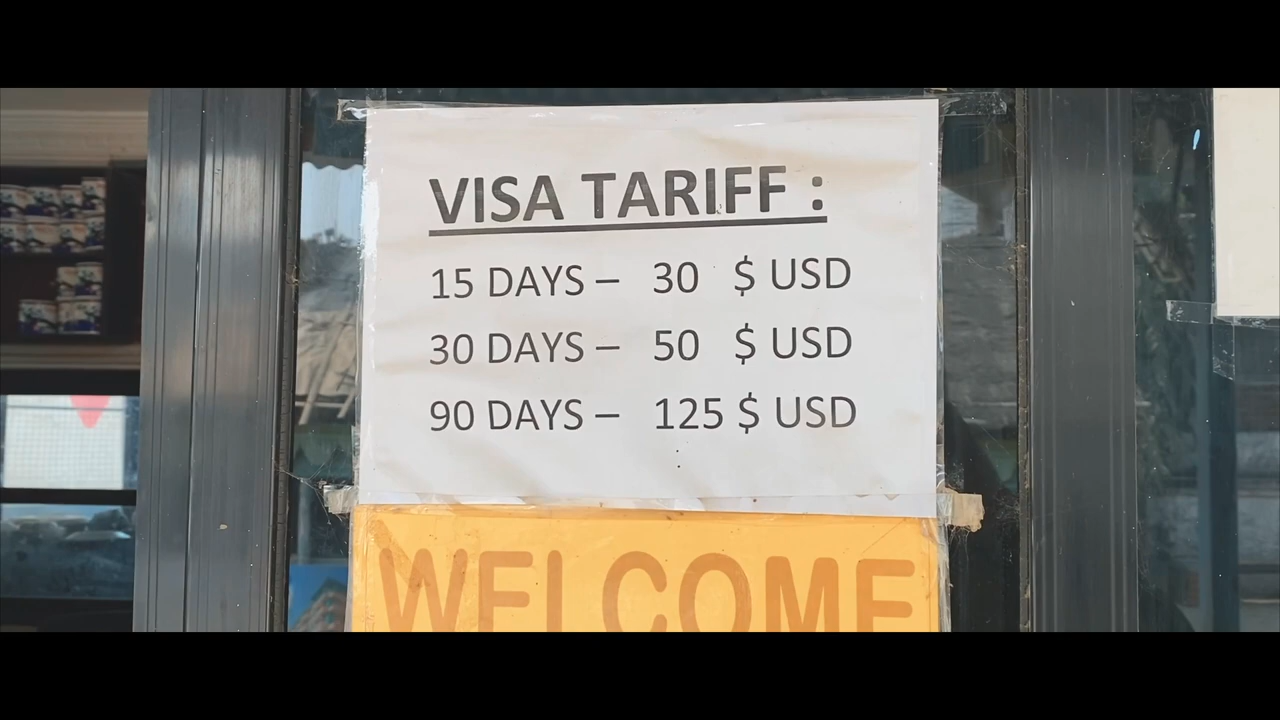 VISA TARIFF :
15 DAYS – 30 $ USD
30 DAYS – 50 $ USD
90 DAYS – 125 $ USD
WELCOME